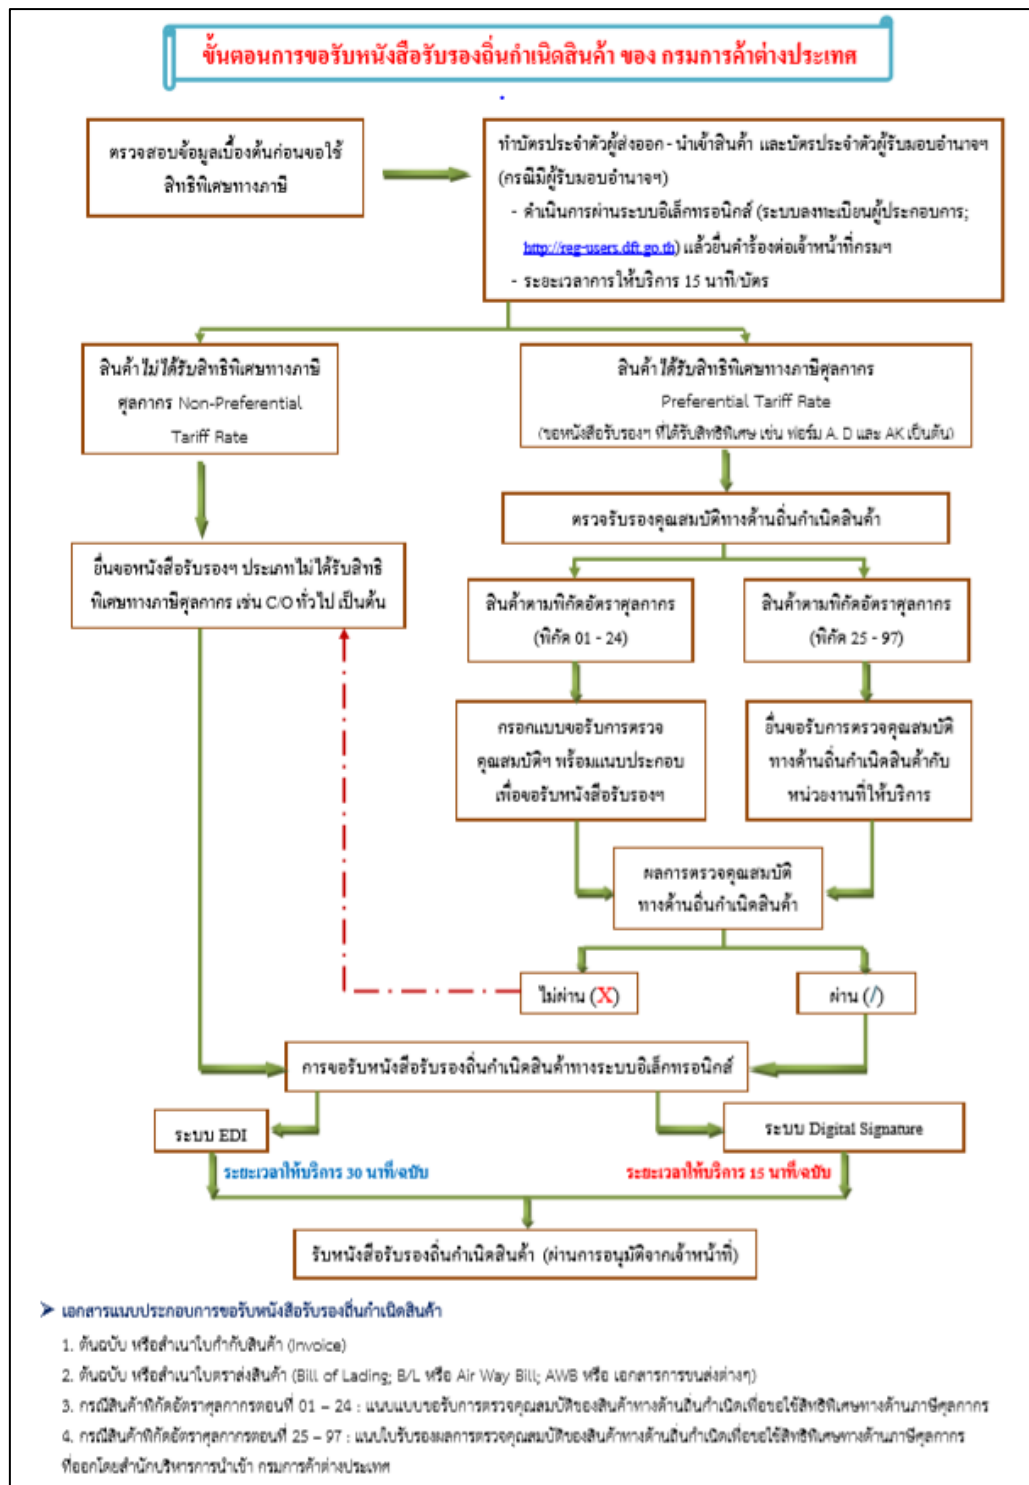 ขั้นตอนการขอรับหนังสือรับรองถิ่นกำเนิดสินค้า ของ กรมการค้าต่างประเทศ
ตรวจสอบข้อมูลเบื้องต้นก่อนขอใช้
สิทธิพิเศษทางภาษี
ทำบัตรประจำตัวผู้ส่งออก - นำเข้าสินค้า และบัตรประจำตัวผู้รับมอบอำนาจฯ
(กรณีมีผู้รับมอบอำนาจฯ)
- ดำเนินการผ่านระบบอิเล็กทรอนิกส์ (ระบบลงทะเบียนผู้ประกอบการ;
http://reg-users.dft.go.th) แล้วยื่นคำร้องต่อเจ้าหน้าที่กรมฯ
- ระยะเวลาการให้บริการ 15 นาที/บัตร
สินค้าไม่ได้รับสิทธิพิเศษทางภาษี
ศุลกากร Non-Preferential
Tariff Rate
สินค้าได้รับสิทธิพิเศษทางภาษีศุลกากร
Preferential Tariff Rate
(ขอหนังสือรับรองฯ ที่ได้รับสิทธิพิเศษ เช่น ฟอร์ม A, D และ AK เป็นต้น)
ตรวจรับรองคุณสมบัติทางด้านถิ่นกำเนิดสินค้า
ยื่นขอหนังสือรับรองฯ ประเภทไม่ได้รับสิทธิ
พิเศษทางภาษีศุลกากร เช่น C/O ทั่วไป เป็นต้น
สินค้าตามพิกัดอัตราศุลกากร
(พิกัด 01 - 24)
สินค้าตามพิกัดอัตราศุลกากร
(พิกัด 25 - 97)
กรอกแบบขอรับการตรวจ
คุณสมบัติฯ พร้อมแนบประกอบ
เพื่อขอรับหนังสือรับรองฯ
ยื่นขอรับการตรวจคุณสมบัติ
ทางด้านถิ่นกำเนิดสินค้ากับ
หน่วยงานที่ให้บริการ
ผลการตรวจคุณสมบัติ
ทางด้านถิ่นกำเนิดสินค้า
ไม่ผ่าน (X)
ผ่าน (/)
การขอรับหนังสือรับรองถิ่นกำเนิดสินค้าทางระบบอิเล็กทรอนิกส์
ระบบ EDI
ระบบ Digital Signature
ระยะเวลาให้บริการ 30 นาที/ฉบับ
ระยะเวลาให้บริการ 15 นาที/ฉบับ
รับหนังสือรับรองถิ่นกำเนิดสินค้า (ผ่านการอนุมัติจากเจ้าหน้าที่)
➤ เอกสารแนบประกอบการขอรับหนังสือรับรองถิ่นกำเนิดสินค้า
1. ต้นฉบับ หรือสำเนาใบกำกับสินค้า (Invoice)
2. ต้นฉบับ หรือสำเนาใบตราส่งสินค้า (Bill of Lading; B/L หรือ Air Way Bill; AWB หรือ เอกสารการขนส่งต่างๆ)
3. กรณีสินค้าพิกัดอัตราศุลกากรตอนที่ 01 – 24 : แนบแบบขอรับการตรวจคุณสมบัติของสินค้าทางด้านถิ่นกำเนิดเพื่อขอใช้สิทธิพิเศษทางด้านภาษีศุลกากร
4. กรณีสินค้าพิกัดอัตราศุลกากรตอนที่ 25 – 97 : แนบใบรับรองผลการตรวจคุณสมบัติของสินค้าทางด้านถิ่นกำเนิดเพื่อขอใช้สิทธิพิเศษทางด้านภาษีศุลกากร
ที่ออกโดยสำนักบริหารการนำเข้า กรมการค้าต่างประเทศ